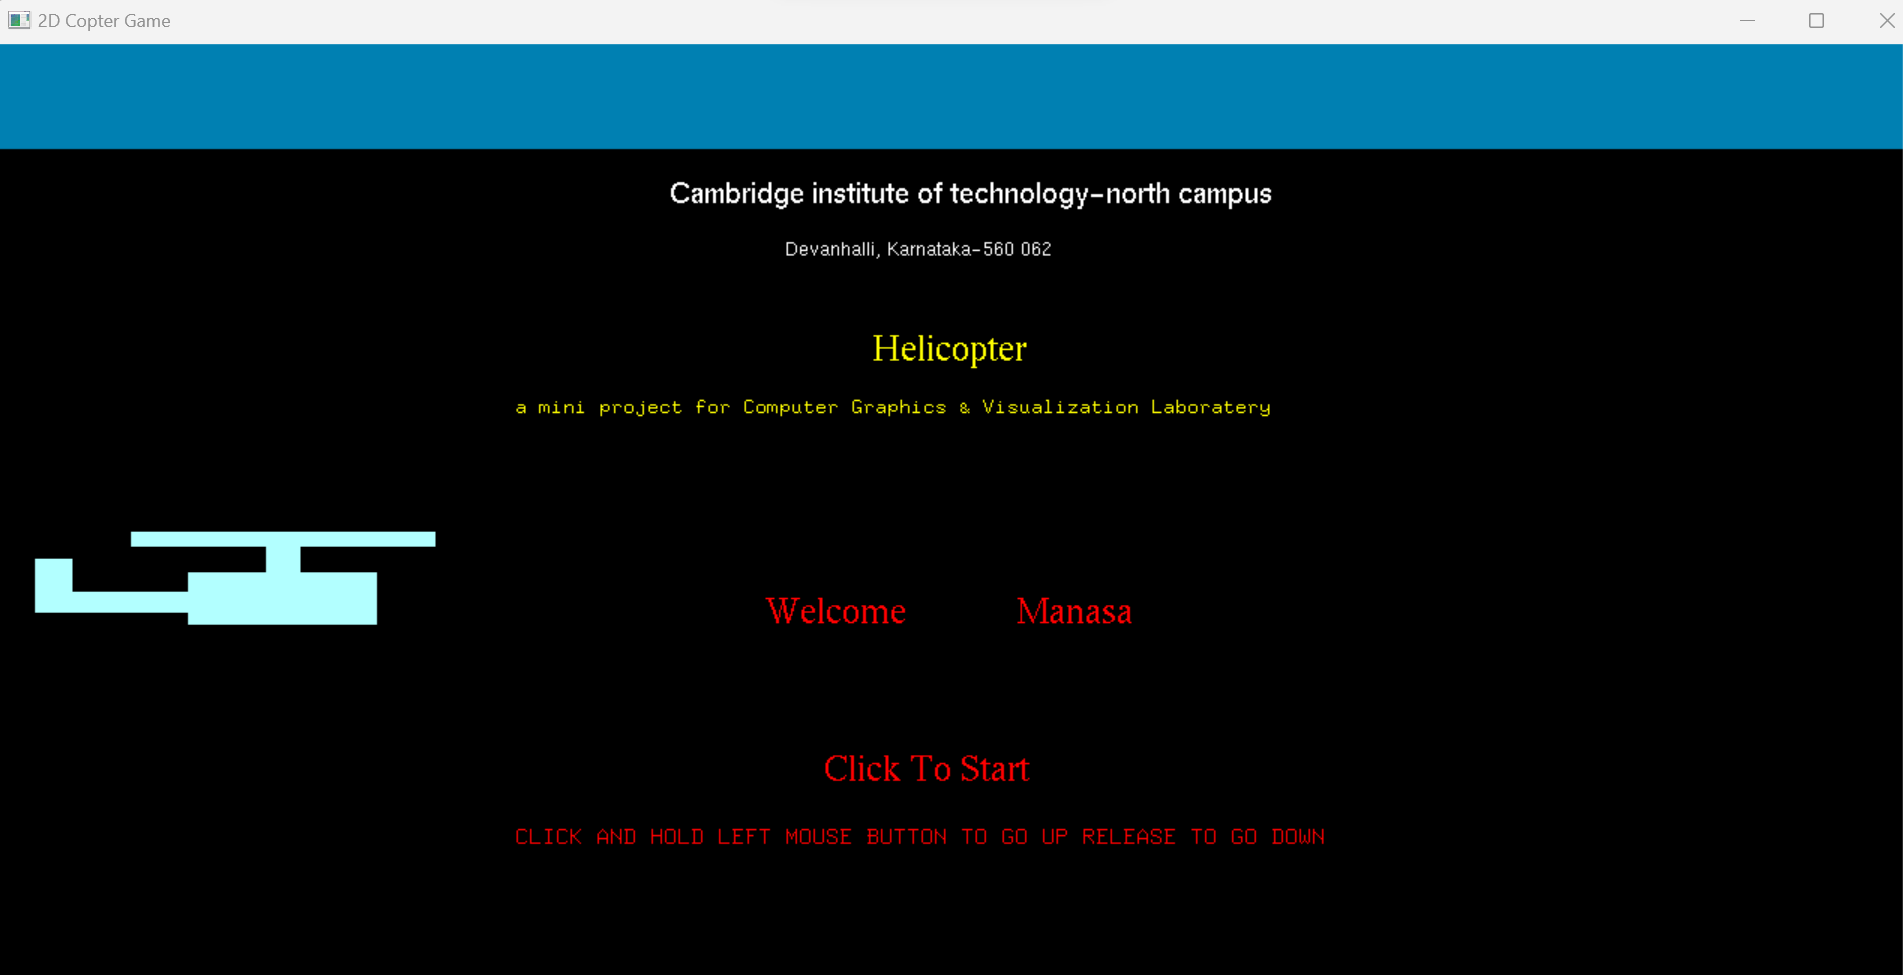 2D Copter Game
Cambridge institute of technology-north campus
Devanhalli, Karnataka-560 062
Helicopter
a mini project for Computer Graphics & Visualization Laboratery
Welcome Manasa
Click To Start
CLICK AND HOLD LEFT MOUSE BUTTON TO GO UP RELEASE TO GO DOWN